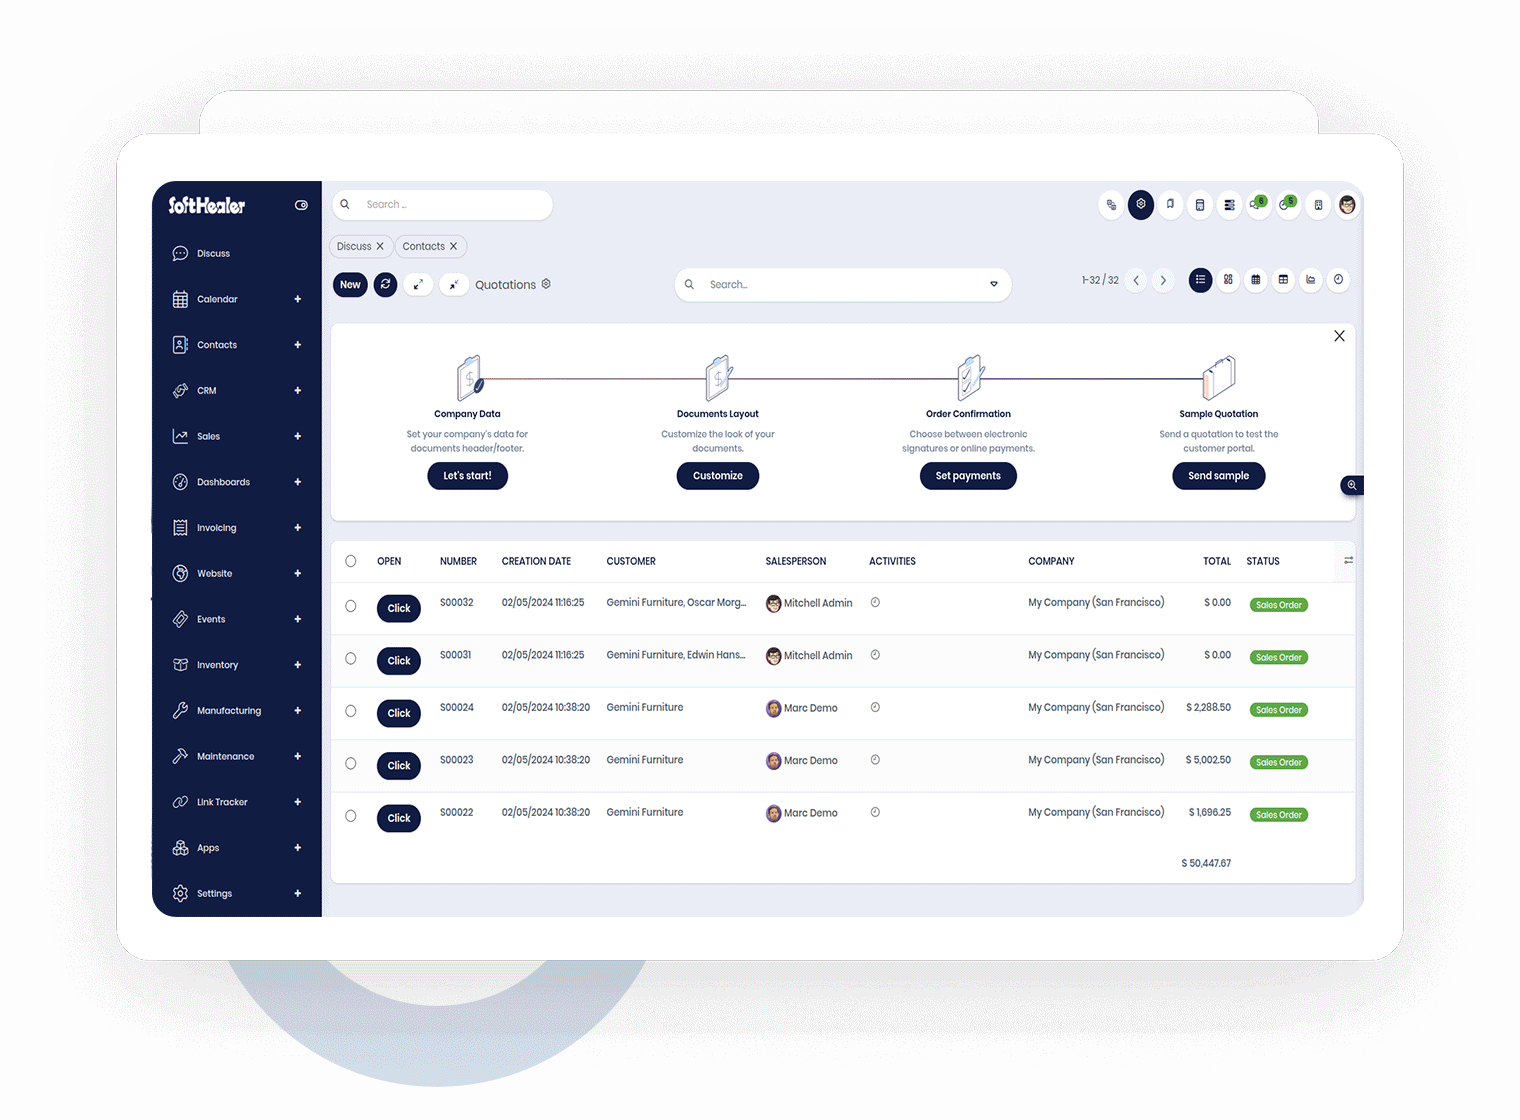 SoftHealer
Search ...
6
5
Discuss
Calendar +
Contacts +
CRM +
Sales +
Dashboards +
Invoicing +
Website +
Events +
Inventory +
Manufacturing +
Maintenance +
Link Tracker +
Apps +
Settings +
Discuss X Contacts X
New Quotations Search... 1-32 / 32
Company Data
Set your company's data for
documents header/footer.
Let's start!
Documents Layout
Customize the look of your
documents.
Customize
Order Confirmation
Choose between electronic
signatures or online payments.
Set payments
Sample Quotation
Send a quotation to test the
customer portal.
Send sample
OPEN NUMBER CREATION DATE CUSTOMER SALESPERSON ACTIVITIES COMPANY TOTAL STATUS
Click S00032 02/05/2024 11:16:25 Gemini Furniture, Oscar Morg... Mitchell Admin My Company (San Francisco) $ 0.00 Sales Order
Click S00031 02/05/2024 11:16:25 Gemini Furniture, Edwin Hans... Mitchell Admin My Company (San Francisco) $ 0.00 Sales Order
Click S00024 02/05/2024 10:38:20 Gemini Furniture Marc Demo My Company (San Francisco) $ 2,288.50 Sales Order
Click S00023 02/05/2024 10:38:20 Gemini Furniture Marc Demo My Company (San Francisco) $ 5,002.50 Sales Order
Click S00022 02/05/2024 10:38:20 Gemini Furniture Marc Demo My Company (San Francisco) $ 1,696.25 Sales Order
$ 50,447.67